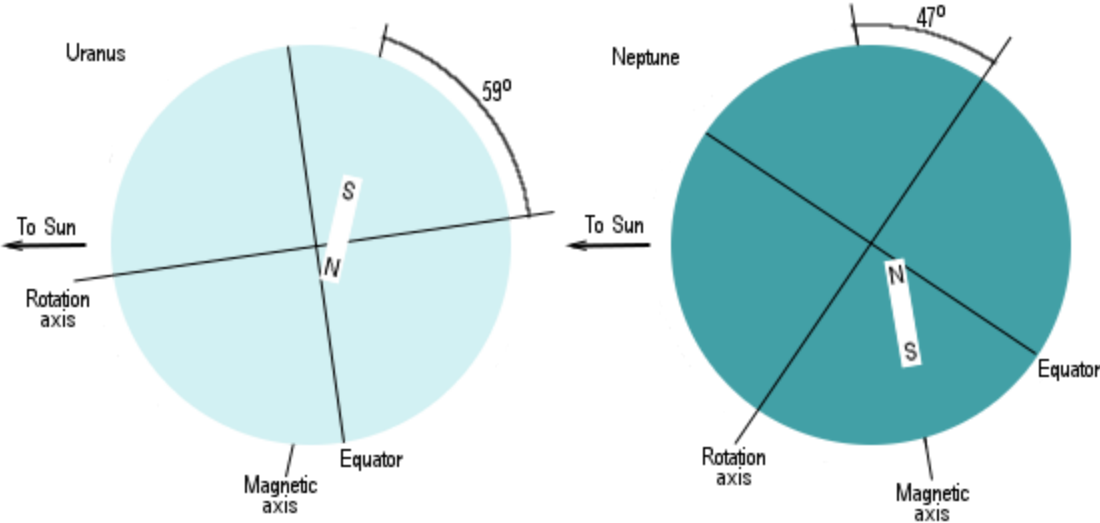 Uranus
59º
S
N
To Sun
Rotation
axis
Equator
Magnetic
axis
Neptune
47º
To Sun
N
S
Equator
Rotation
axis
Magnetic
axis